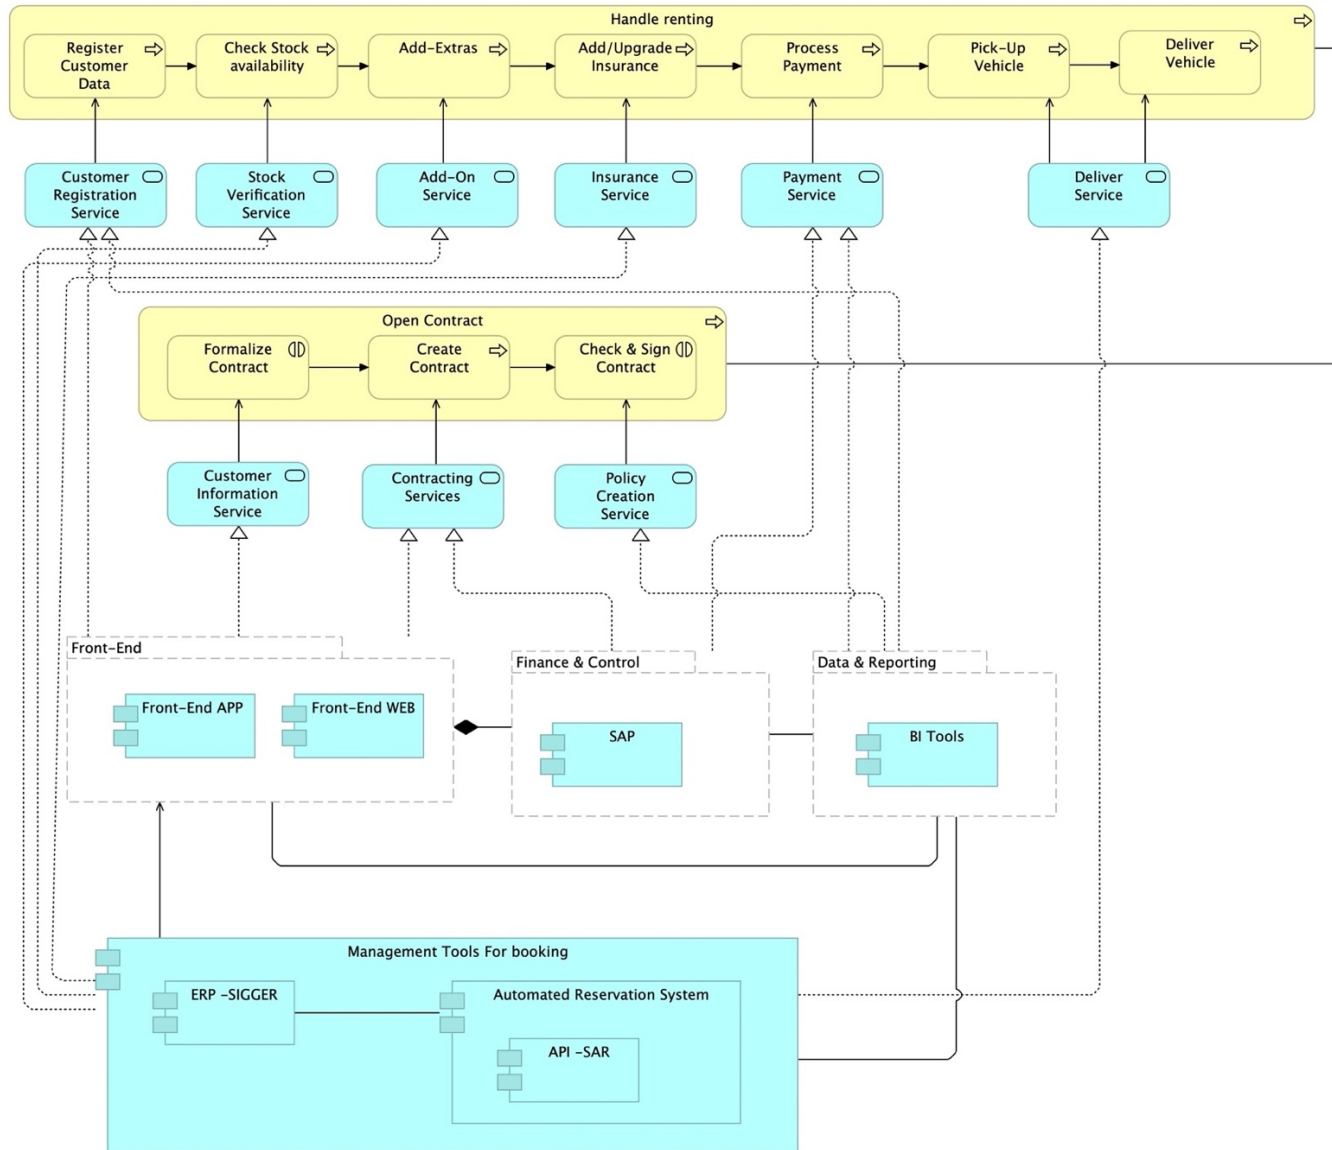 Handle renting
Register
Customer
Data
Check Stock
availability
Add-Extras
Add/Upgrade
Insurance
Process
Payment
Pick-Up
Vehicle
Deliver
Vehicle
Customer
Registration
Service
Stock
Verification
Service
Add-On
Service
Insurance
Service
Payment
Service
Deliver
Service
Open Contract
Formalize
Contract
Create
Contract
Check & Sign
Contract
Customer
Information
Service
Contracting
Services
Policy
Creation
Service
Front-End
Front-End APP
Front-End WEB
Finance & Control
SAP
Data & Reporting
BI Tools
Management Tools For booking
ERP -SIGGER
Automated Reservation System
API -SAR